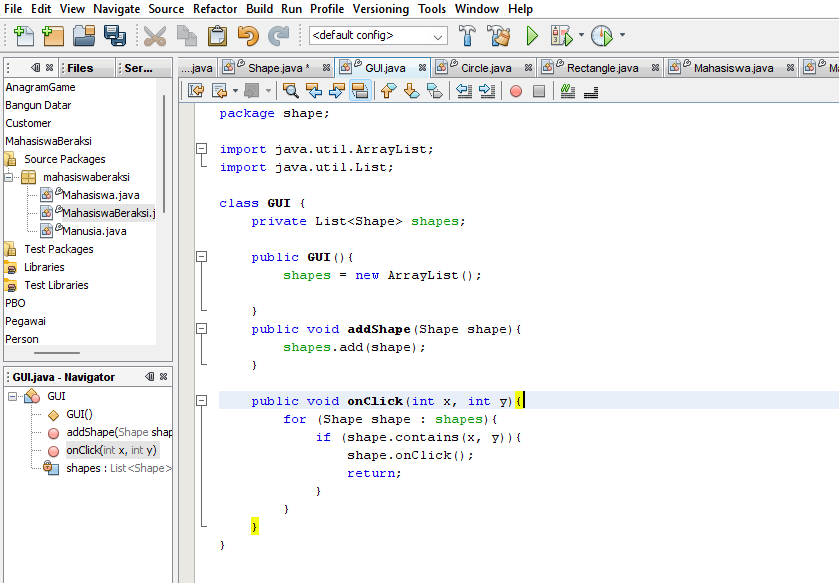 File Edit View Navigate Source Refactor Build Run Profile Versioning Tools Window Help
<default config>
Files Ser...
....java Shape.java * GUI.java Circle.java Rectangle.java Mahasiswa.java Ma
AnagramGame
Bangun Datar
Customer
MahasiswaBeraksi
Source Packages
mahasiswaberaksi
Mahasiswa.java
MahasiswaBeraksi.j
Manusia.java
Test Packages
Libraries
Test Libraries
PBO
Pegawai
Person
GUI.java - Navigator
GUI
GUI()
addShape(Shape shap
onClick(int x, int y)
shapes : List<Shape>
package shape;
import java.util.ArrayList;
import java.util.List;
class GUI {
private List<Shape> shapes;
public GUI(){
shapes = new ArrayList();
}
public void addShape(Shape shape){
shapes.add(shape);
}
public void onClick(int x, int y){
for (Shape shape : shapes){
if (shape.contains(x, y)){
shape.onClick();
return;
}
}
}
}